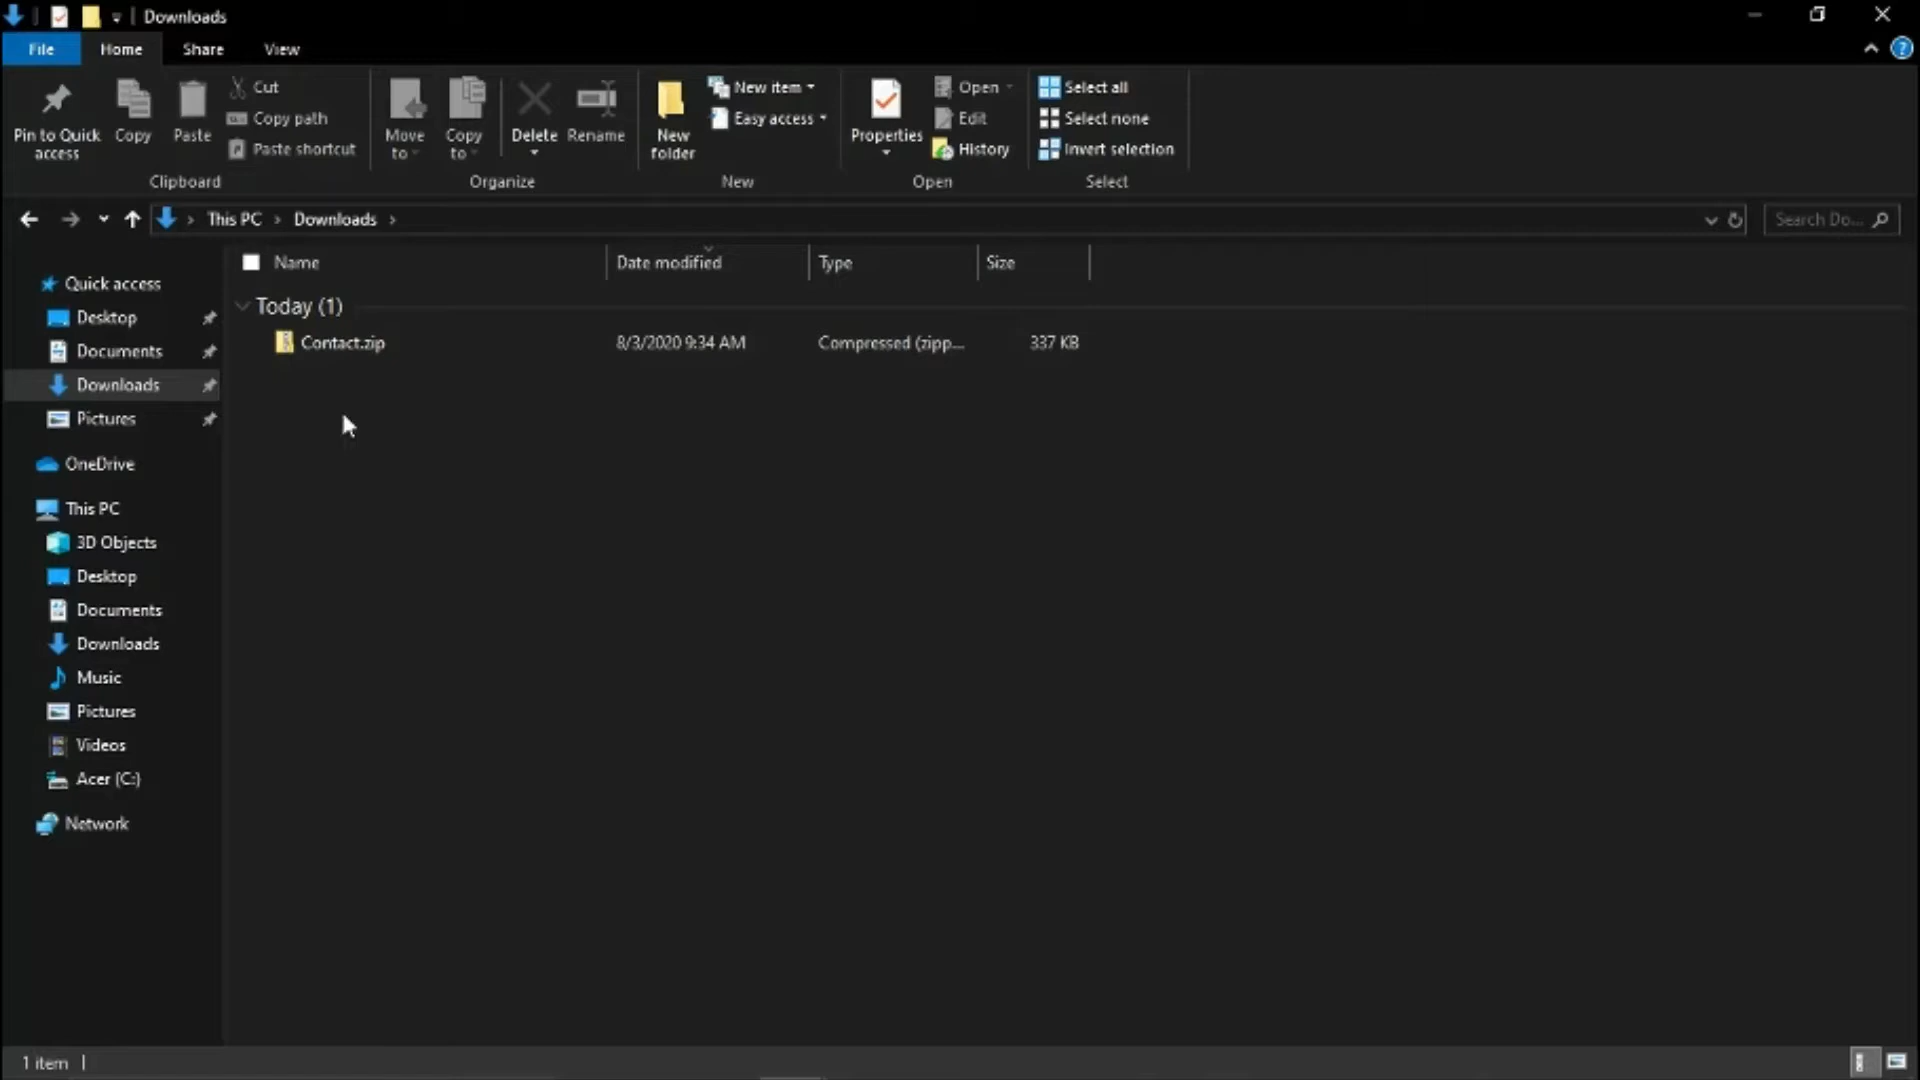 Downloads
File Home Share View
Pin to Quick access
Copy
Paste
Cut
Copy path
Paste shortcut
Clipboard
Move to
Copy to
Delete
Rename
Organize
New folder
New item
Easy access
New
Properties
Open
Edit
History
Open
Select all
Select none
Invert selection
Select
This PC > Downloads >
Search Do...
Name Date modified Type Size
Today (1)
Contact.zip 8/3/2020 9:34 AM Compressed (zipp... 337 KB
Quick access
Desktop
Documents
Downloads
Pictures
OneDrive
This PC
3D Objects
Desktop
Documents
Downloads
Music
Pictures
Videos
Acer (C:)
Network
1 item